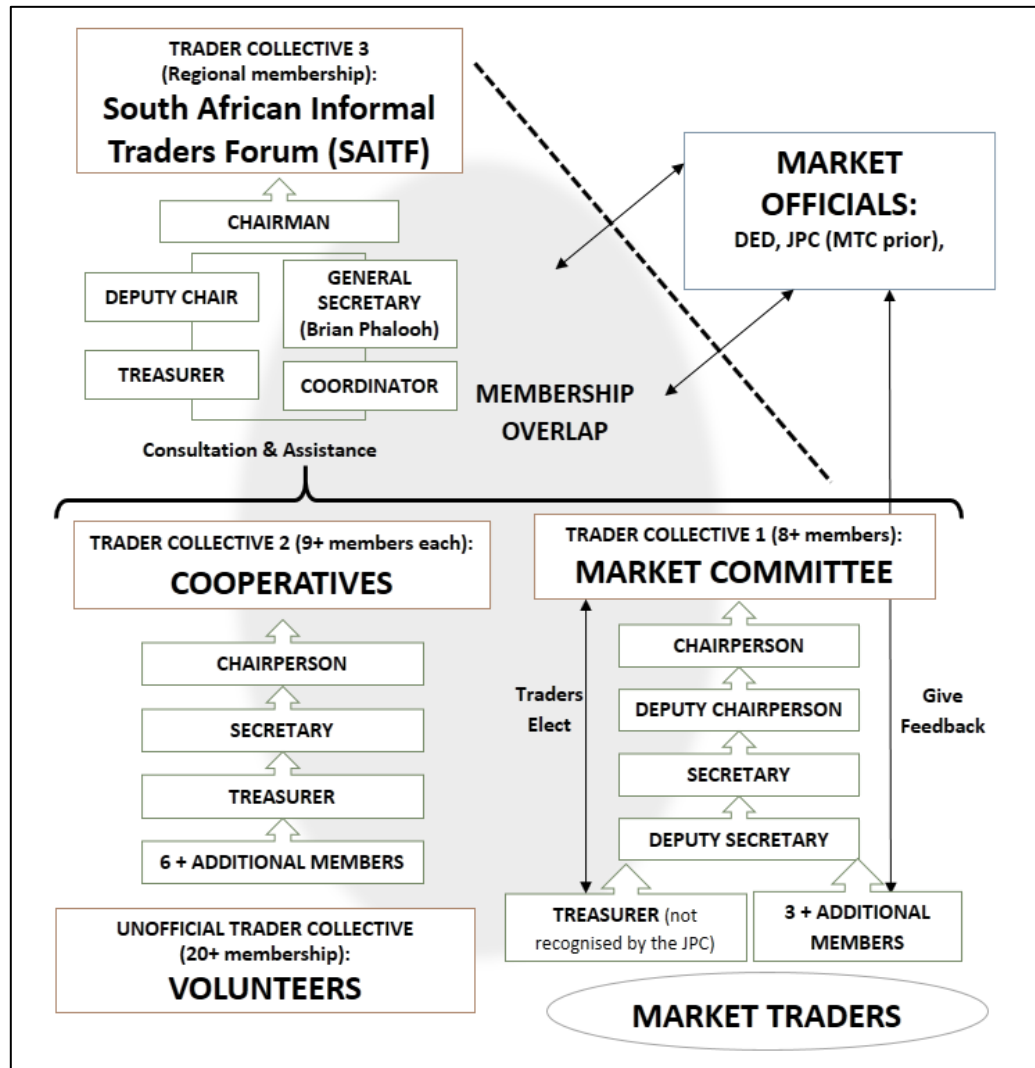 TRADER COLLECTIVE 3
(Regional membership):
South African Informal
Traders Forum (SAITF)
CHAIRMAN
DEPUTY CHAIR
GENERAL
SECRETARY
(Brian Phalooh)
TREASURER
COORDINATOR
MARKET
OFFICIALS:
DED, JPC (MTC prior),
MEMBERSHIP
OVERLAP
Consultation & Assistance
TRADER COLLECTIVE 2 (9+ members each):
COOPERATIVES
CHAIRPERSON
SECRETARY
TREASURER
6 + ADDITIONAL MEMBERS
UNOFFICIAL TRADER COLLECTIVE
(20+ membership):
VOLUNTEERS
TRADER COLLECTIVE 1 (8+ members):
MARKET COMMITTEE
CHAIRPERSON
Traders
Elect
DEPUTY CHAIRPERSON
Give
Feedback
SECRETARY
DEPUTY SECRETARY
TREASURER (not
recognised by the JPC)
3 + ADDITIONAL
MEMBERS
MARKET TRADERS